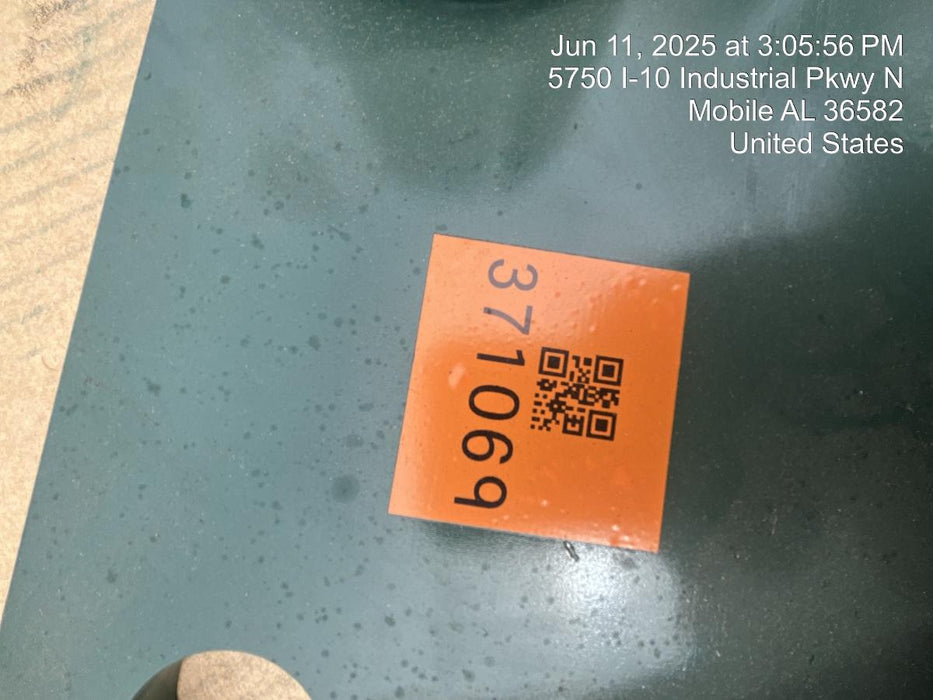 Jun 11, 2025 at 3:05:56 PM
5750 I-10 Industrial Pkwy N
Mobile AL 36582
United States
371069